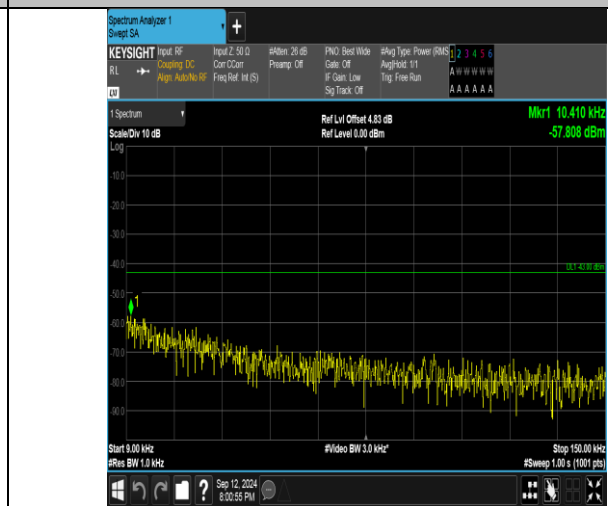 Spectrum Analyzer 1
Swept SA
+
KEYSIGHT Input: RF Input Z: 50 Ω #Atten: 26 dB PNO: Best Wide #Avg Type: Power (RMS 1 2 3 4 5 6
RL Coupling: DC Corr CCorr Preamp: Off Gate: Off Avg|Hold: 1/1 A W W W W W
Align: Auto/No RF Freq Ref: Int (S) IF Gain: Low Trig: Free Run
LXI Sig Track: Off A A A A A A
1 Spectrum Ref Lvl Offset 4.83 dB Mkr1 10.410 kHz
Scale/Div 10 dB Ref Level 0.00 dBm -57.808 dBm
Log
-10.0
-20.0
-30.0
-40.0
DL1 -43.00 dBm
-50.0
1
-60.0
-70.0
-80.0
-90.0
Start 9.00 kHz #Video BW 3.0 kHz* Stop 150.00 kHz
#Res BW 1.0 kHz #Sweep 1.00 s (1001 pts)
? Sep 12, 2024
8:00:55 PM